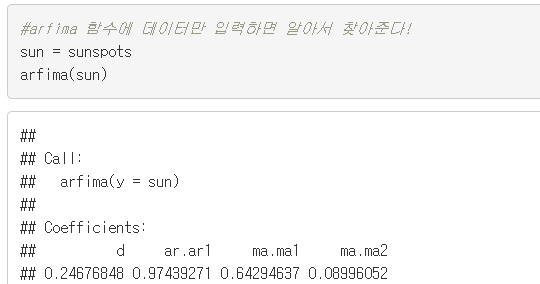 #arfima 함수에 데이터만 입력하면 알아서 찾아준다!
sun = sunspots
arfima(sun)
##
## Call:
## arfima(y = sun)
##
## Coefficients:
## d ar.ar1 ma.ma1 ma.ma2
## 0.24676848 0.97439271 0.64294637 0.08996052